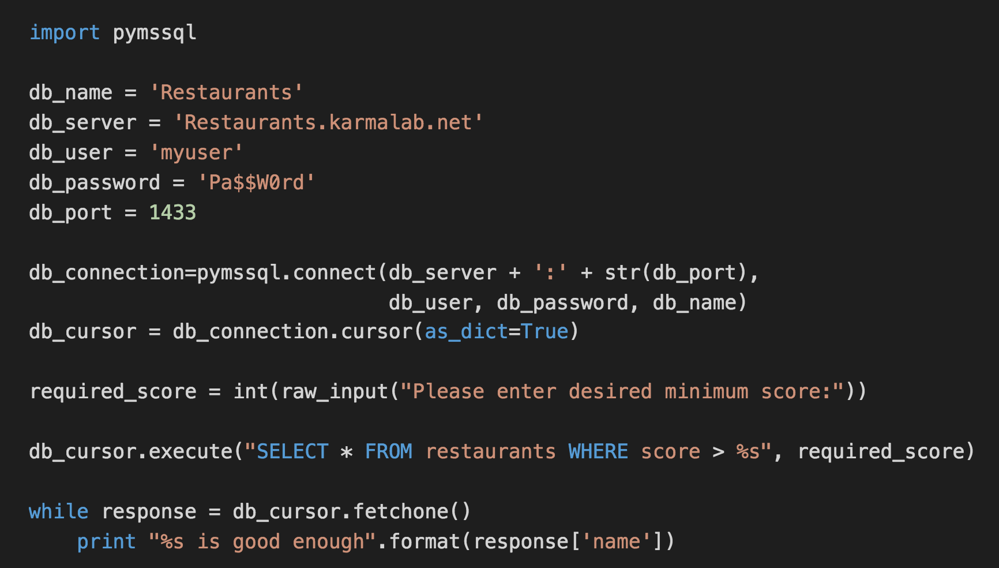 import pymssql
db_name = 'Restaurants'
db_server = 'Restaurants.karmalab.net'
db_user = 'myuser'
db_password = 'Pa$$W0rd'
db_port = 1433
db_connection=pymssql.connect(db_server + ':' + str(db_port),
db_user, db_password, db_name)
db_cursor = db_connection.cursor(as_dict=True)
required_score = int(raw_input("Please enter desired minimum score:"))
db_cursor.execute("SELECT * FROM restaurants WHERE score > %s", required_score)
while response = db_cursor.fetchone()
print "%s is good enough".format(response['name'])